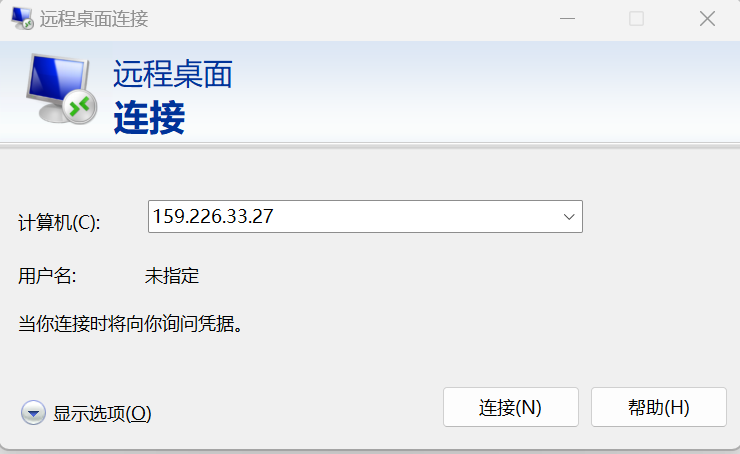 远程桌面连接
远程桌面
连接
计算机(C): 159.226.33.27
用户名: 未指定
当你连接时将向你询问凭据。
显示选项(O) 连接(N) 帮助(H)